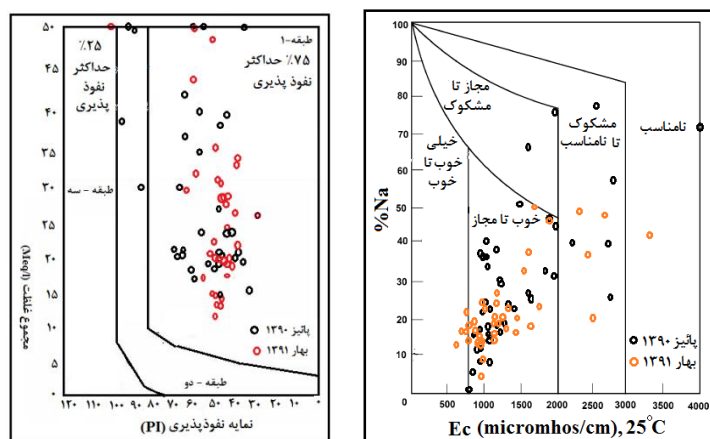 طبقه-۱
۷۵٪ حداکثر
نفوذ پذیری
۲۵٪
حداکثر
نفوذ
پذیری
طبقه - سه
طبقه - دو
پائیز ۱۳۹۰
بهار ۱۳۹۱
مجموع غلظت (Meq/l)
۵۰
۴۵
۴۰
۳۵
۳۰
۲۵
۲۰
۱۵
۱۰
۵
۰
۱۲۰ ۱۱۰ ۱۰۰ ۹۰ ۸۰ ۷۰ ۶۰ ۵۰ ۴۰ ۳۰ ۲۰ ۱۰ ۰
نمایه نفوذپذیری (PI)
%Na
100
90
80
70
60
50
40
30
20
10
مجاز تا
مشکوک
خیلی
خوب تا
خوب
خوب تا مجاز
مشکوک
تا نامناسب
نامناسب
پائیز ۱۳۹۰
بهار ۱۳۹۱
0 500 1000 1500 2000 2500 3000 3500 4000
Ec (micromhos/cm), 25°C